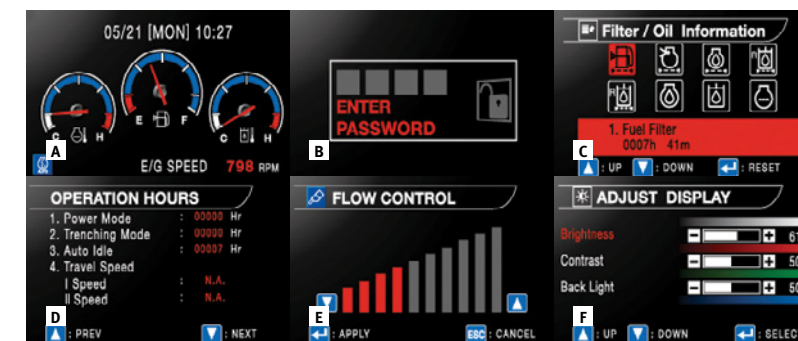 05/21 [MON] 10:27
C H
E F
C H
A
E/G SPEED 798 RPM
ENTER
PASSWORD
B
Filter / Oil Information
1. Fuel Filter
0007h 41m
C
: UP : DOWN : RESET
OPERATION HOURS
1. Power Mode : 00000 Hr
2. Trenching Mode : 00000 Hr
3. Auto Idle : 00007 Hr
4. Travel Speed
I Speed : N.A.
II Speed : N.A.
D
: PREV : NEXT
FLOW CONTROL
E
: APPLY ESC : CANCEL
ADJUST DISPLAY
Brightness - +
Contrast - + 50
Back Light - + 50
F
: UP : DOWN : SELEC